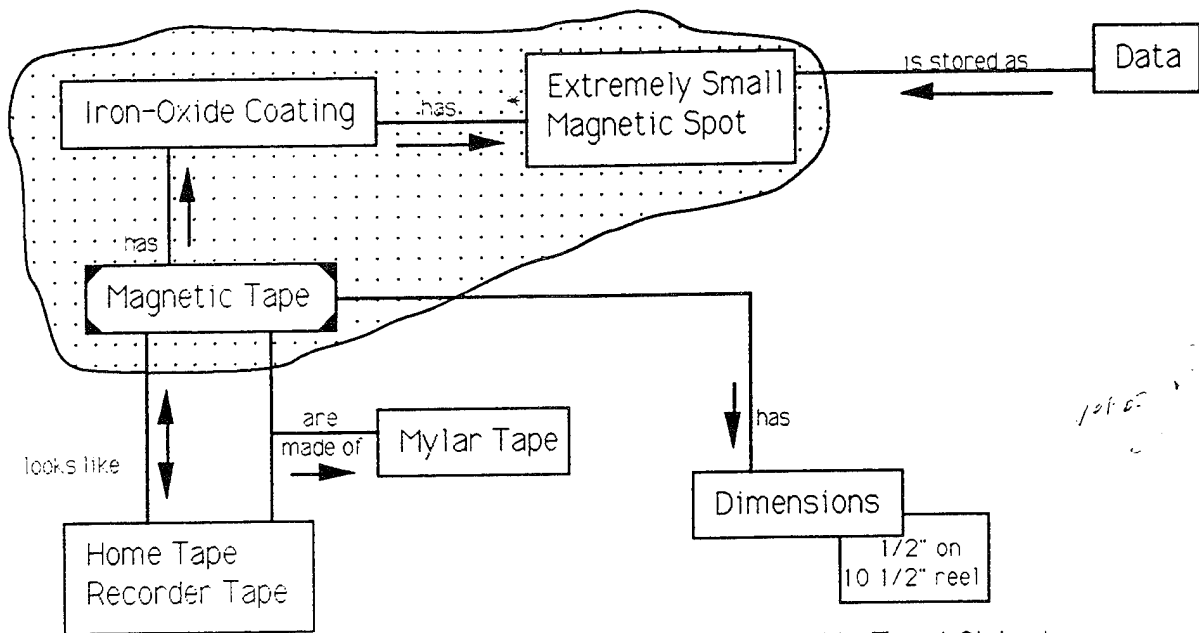 is stored as
Data
Extremely Small
Magnetic Spot
Iron-Oxide Coating
has
has
Magnetic Tape
are
made of
Mylar Tape
has
looks like
Dimensions
Home Tape
Recorder Tape
1/2" on
10 1/2" reel